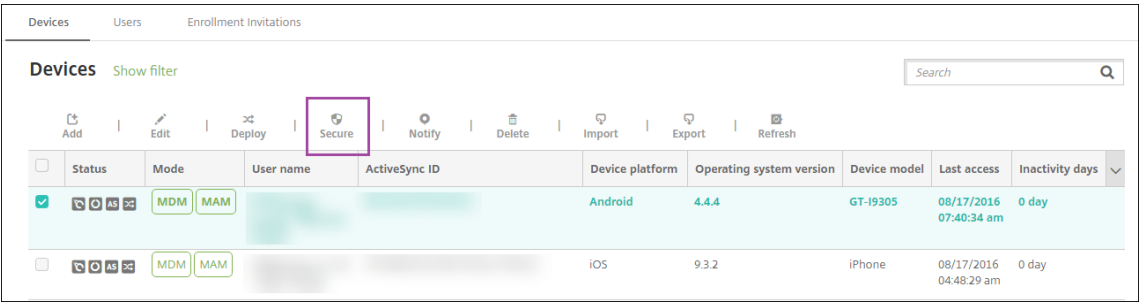 Devices Users Enrollment Invitations
Devices Show filter Search
Add | Edit | Deploy | Secure | Notify | Delete | Import | Export | Refresh
Status Mode User name ActiveSync ID Device platform Operating system version Device model Last access Inactivity days
AS MDM MAM Android 4.4.4 GT-I9305 08/17/2016 0 day
07:40:34 am
AS MDM MAM iOS 9.3.2 iPhone 08/17/2016 0 day
04:48:29 am